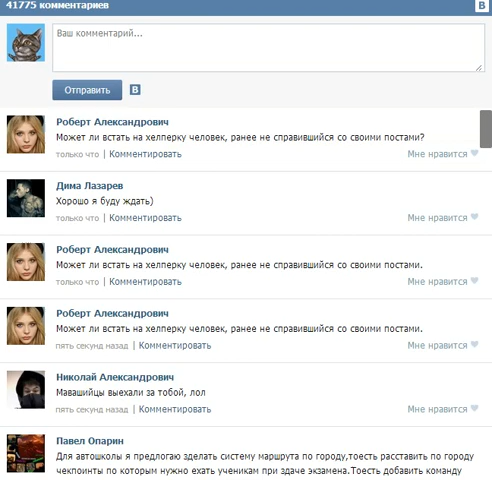 41775 комментариев
B
Ваш комментарий...
Отправить B
Роберт Александрович
Может ли встать на хелперку человек, ранее не справившийся со своими постами?
только что | Комментировать Мне нравится
Дима Лазарев
Хорошо я буду ждать)
только что | Комментировать Мне нравится
Роберт Александрович
Может ли встать на хелперку человек, ранее не справившийся со своими постами.
только что | Комментировать Мне нравится
Роберт Александрович
Может ли встать на хелперку человек, ранее не справившийся со своими постами.
пять секунд назад | Комментировать Мне нравится
Николай Александрович
Мавашийцы выехали за тобой, лол
пять секунд назад | Комментировать Мне нравится
Павел Опарин
Для автошколы я предлогаю зделать систему маршрута по городу,тоесть расставить по городу
чекпоинты по которым нужно ехать ученикам при здаче экзамена.Тоесть добавить команду